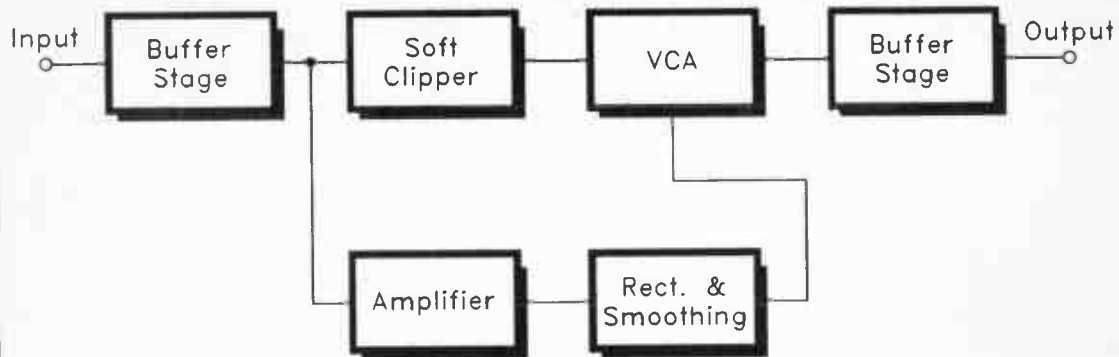 Input
Buffer
Stage
Soft
Clipper
VCA
Buffer
Stage
Output
Amplifier
Rect. &
Smoothing